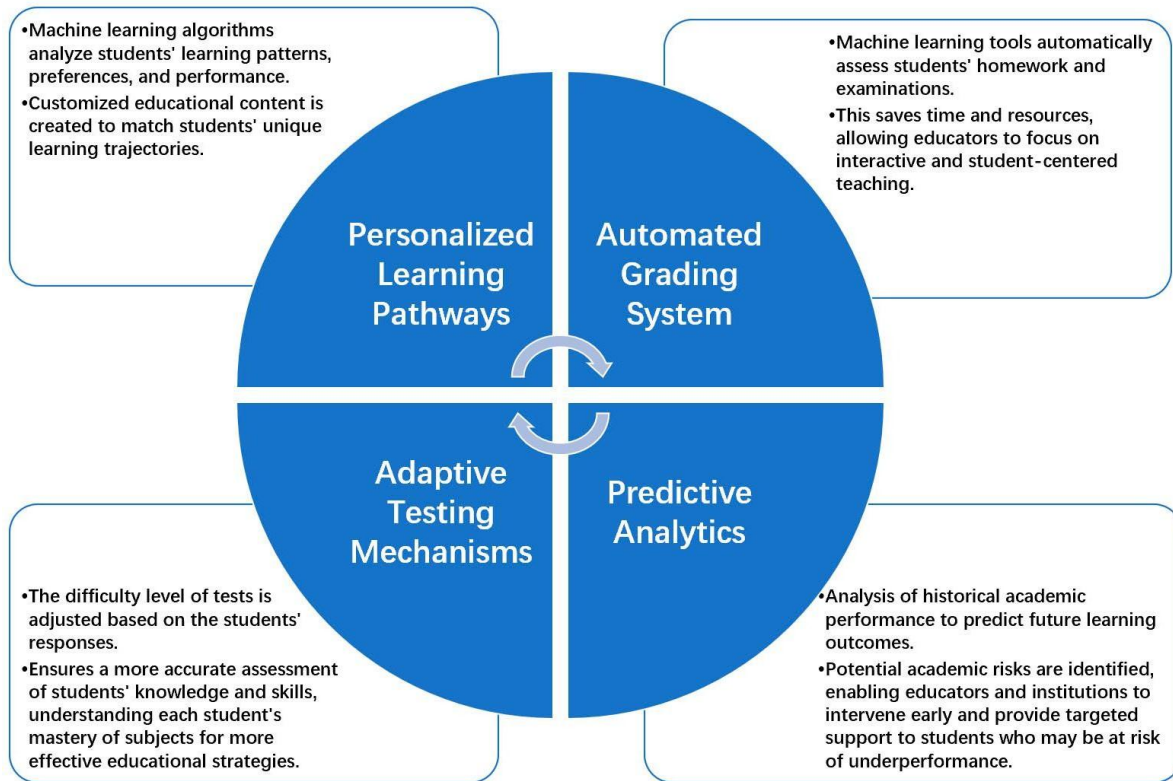 •Machine learning algorithms
analyze students' learning patterns,
preferences, and performance.
•Customized educational content is
created to match students' unique
learning trajectories.
•Machine learning tools automatically
assess students' homework and
examinations.
•This saves time and resources,
allowing educators to focus on
interactive and student-centered
teaching.
Personalized
Learning
Pathways
Automated
Grading
System
Adaptive
Testing
Mechanisms
Predictive
Analytics
•The difficulty level of tests is
adjusted based on the students'
responses.
•Ensures a more accurate assessment
of students' knowledge and skills,
understanding each student's
mastery of subjects for more
effective educational strategies.
•Analysis of historical academic
performance to predict future learning
outcomes.
•Potential academic risks are identified,
enabling educators and institutions to
intervene early and provide targeted
support to students who may be at risk
of underperformance.